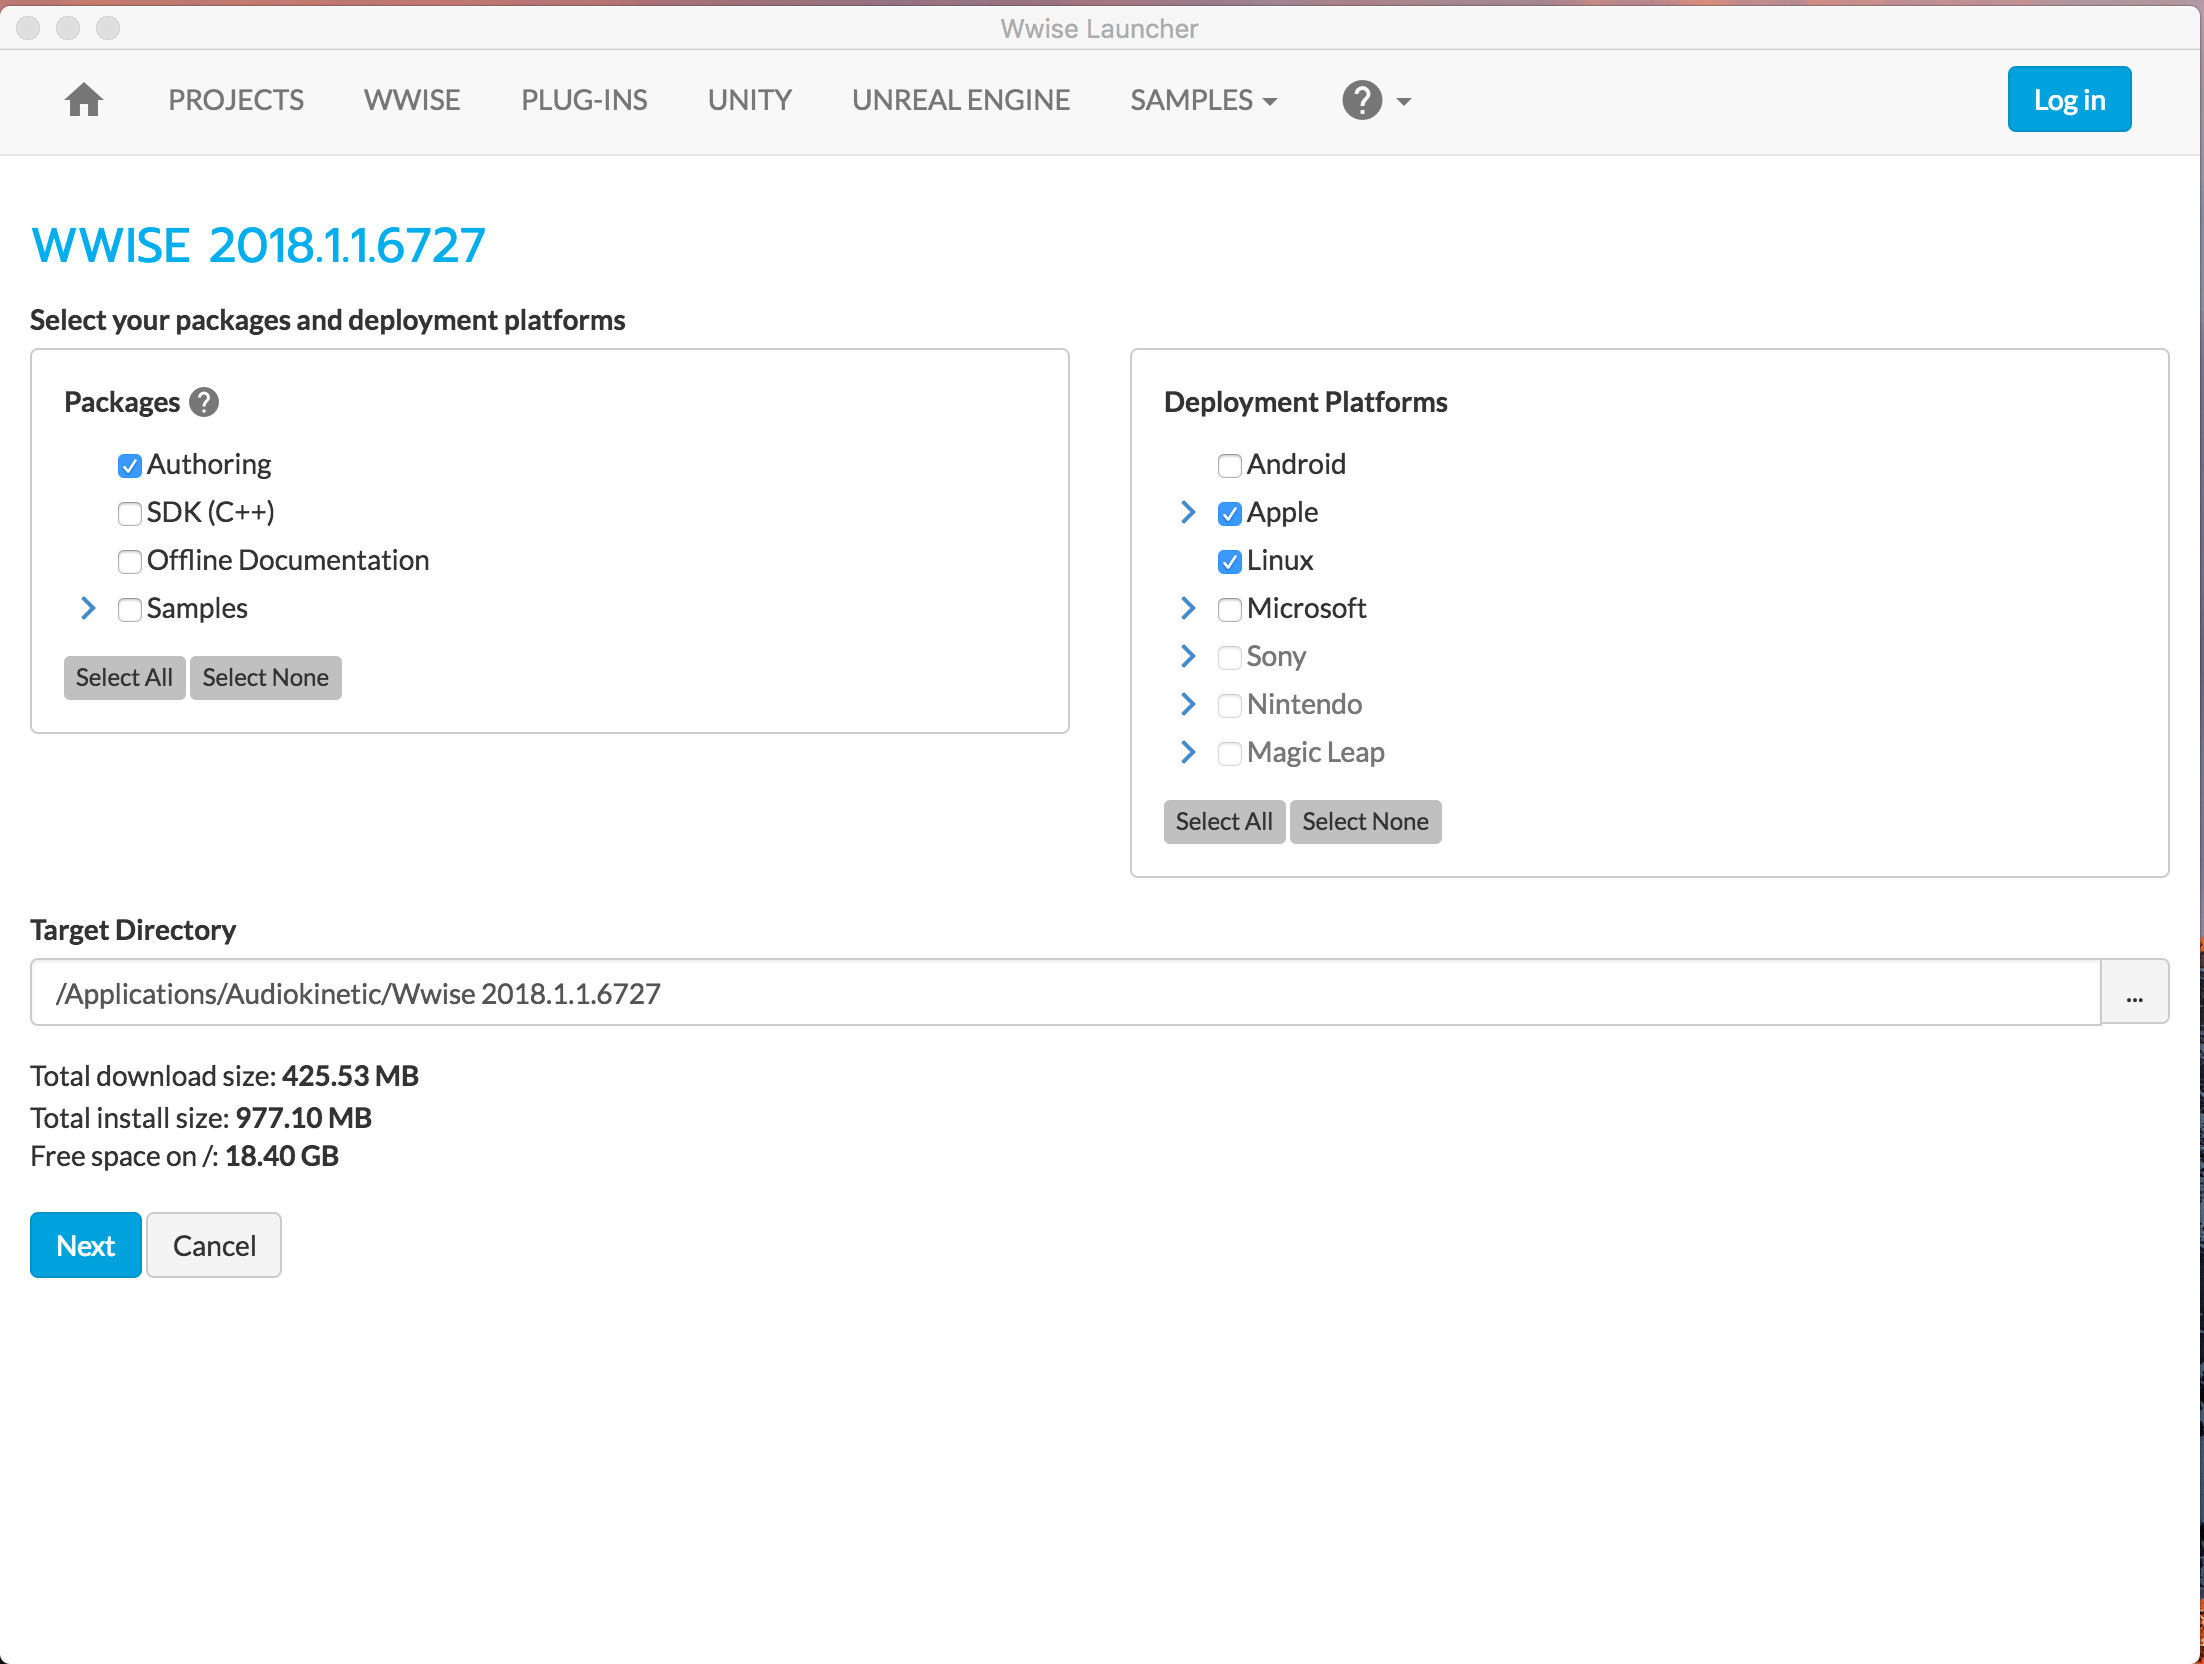 Wwise Launcher
PROJECTS WWISE PLUG-INS UNITY UNREAL ENGINE SAMPLES ? Log in
WWISE 2018.1.1.6727
Select your packages and deployment platforms
Packages ?
Authoring
SDK (C++)
Offline Documentation
Samples
Select All Select None
Deployment Platforms
Android
Apple
Linux
Microsoft
Sony
Nintendo
Magic Leap
Select All Select None
Target Directory
/Applications/Audiokinetic/Wwise 2018.1.1.6727 ...
Total download size: 425.53 MB
Total install size: 977.10 MB
Free space on /: 18.40 GB
Next Cancel